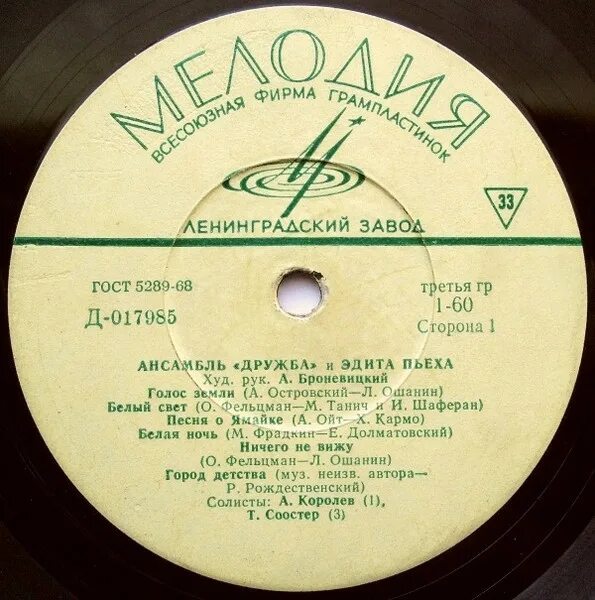 МЕЛОДИЯ
ВСЕСОЮЗНАЯ ФИРМА ГРАМПЛАСТИНОК
33
ЛЕНИНГРАДСКИЙ ЗАВОД
ГОСТ 5289-68
третья гр
Д-017985
1-60
Сторона 1
АНСАМБЛЬ «ДРУЖБА» и ЭДИТА ПЬЕХА
Худ. рук. А. Броневицкий
Голос земли (А. Островский—Л. Ошанин)
Белый свет (О. Фельцман—М. Танич и И. Шаферан)
Песня о Ямайке (А. Ойт—Х. Кармо)
Белая ночь (М. Фрадкин—Е. Долматовский)
Ничего не вижу
(О. Фельцман—Л. Ошанин)
Город детства (муз. неизв. автора—
Р. Рождественский)
Солисты: А. Королев (1),
Т. Соостер (3)